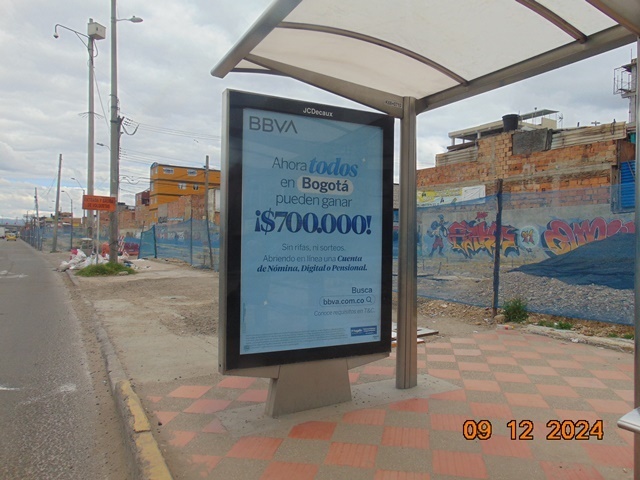 JCDecaux
BBVA
Ahora todos
en Bogotá
pueden ganar
¡$700.000!
Sin rifas, ni sorteos.
Abriendo en línea una Cuenta
de Nómina, Digital o Pensional.
Busca
bbva.com.co
09 12 2024